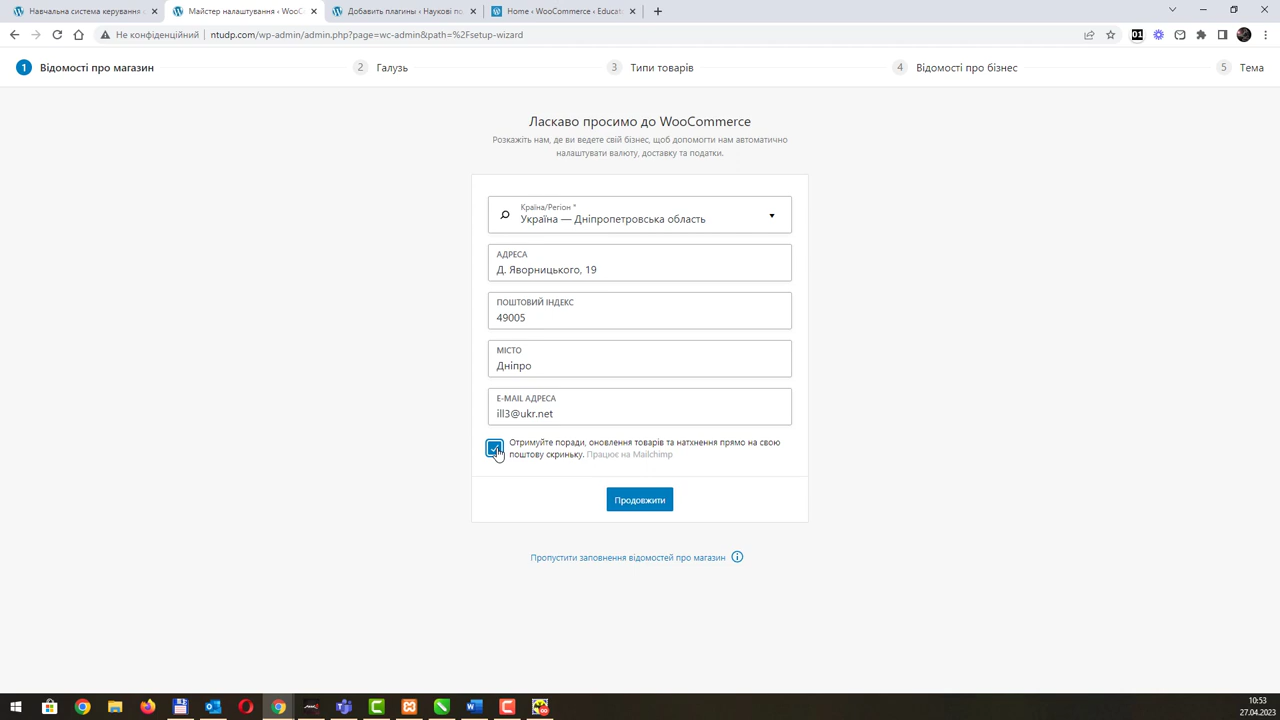 Навчальна система керування
Майстер налаштування ‹ WooC
Добавить плагины ‹ Наукові по
Home ‹ WooCommerce ‹ Educat
Не конфіденційний
ntudp.com/wp-admin/admin.php?page=wc-admin&path=%2Fsetup-wizard
1 Відомості про магазин
2 Галузь
3 Типи товарів
4 Відомості про бізнес
5 Тема
Ласкаво просимо до WooCommerce
Розкажіть нам, де ви ведете свій бізнес, щоб допомогти нам автоматично
налаштувати валюту, доставку та податки.
Країна/Регіон *
Україна — Дніпропетровська область
АДРЕСА
Д. Яворницького, 19
ПОШТОВИЙ ІНДЕКС
49005
МІСТО
Дніпро
E-MAIL АДРЕСА
ill3@ukr.net
Отримуйте поради, оновлення товарів та натхнення прямо на свою
поштову скриньку. Працює на Mailchimp
Продовжити
Пропустити заповнення відомостей про магазин
10:53
27.04.2023